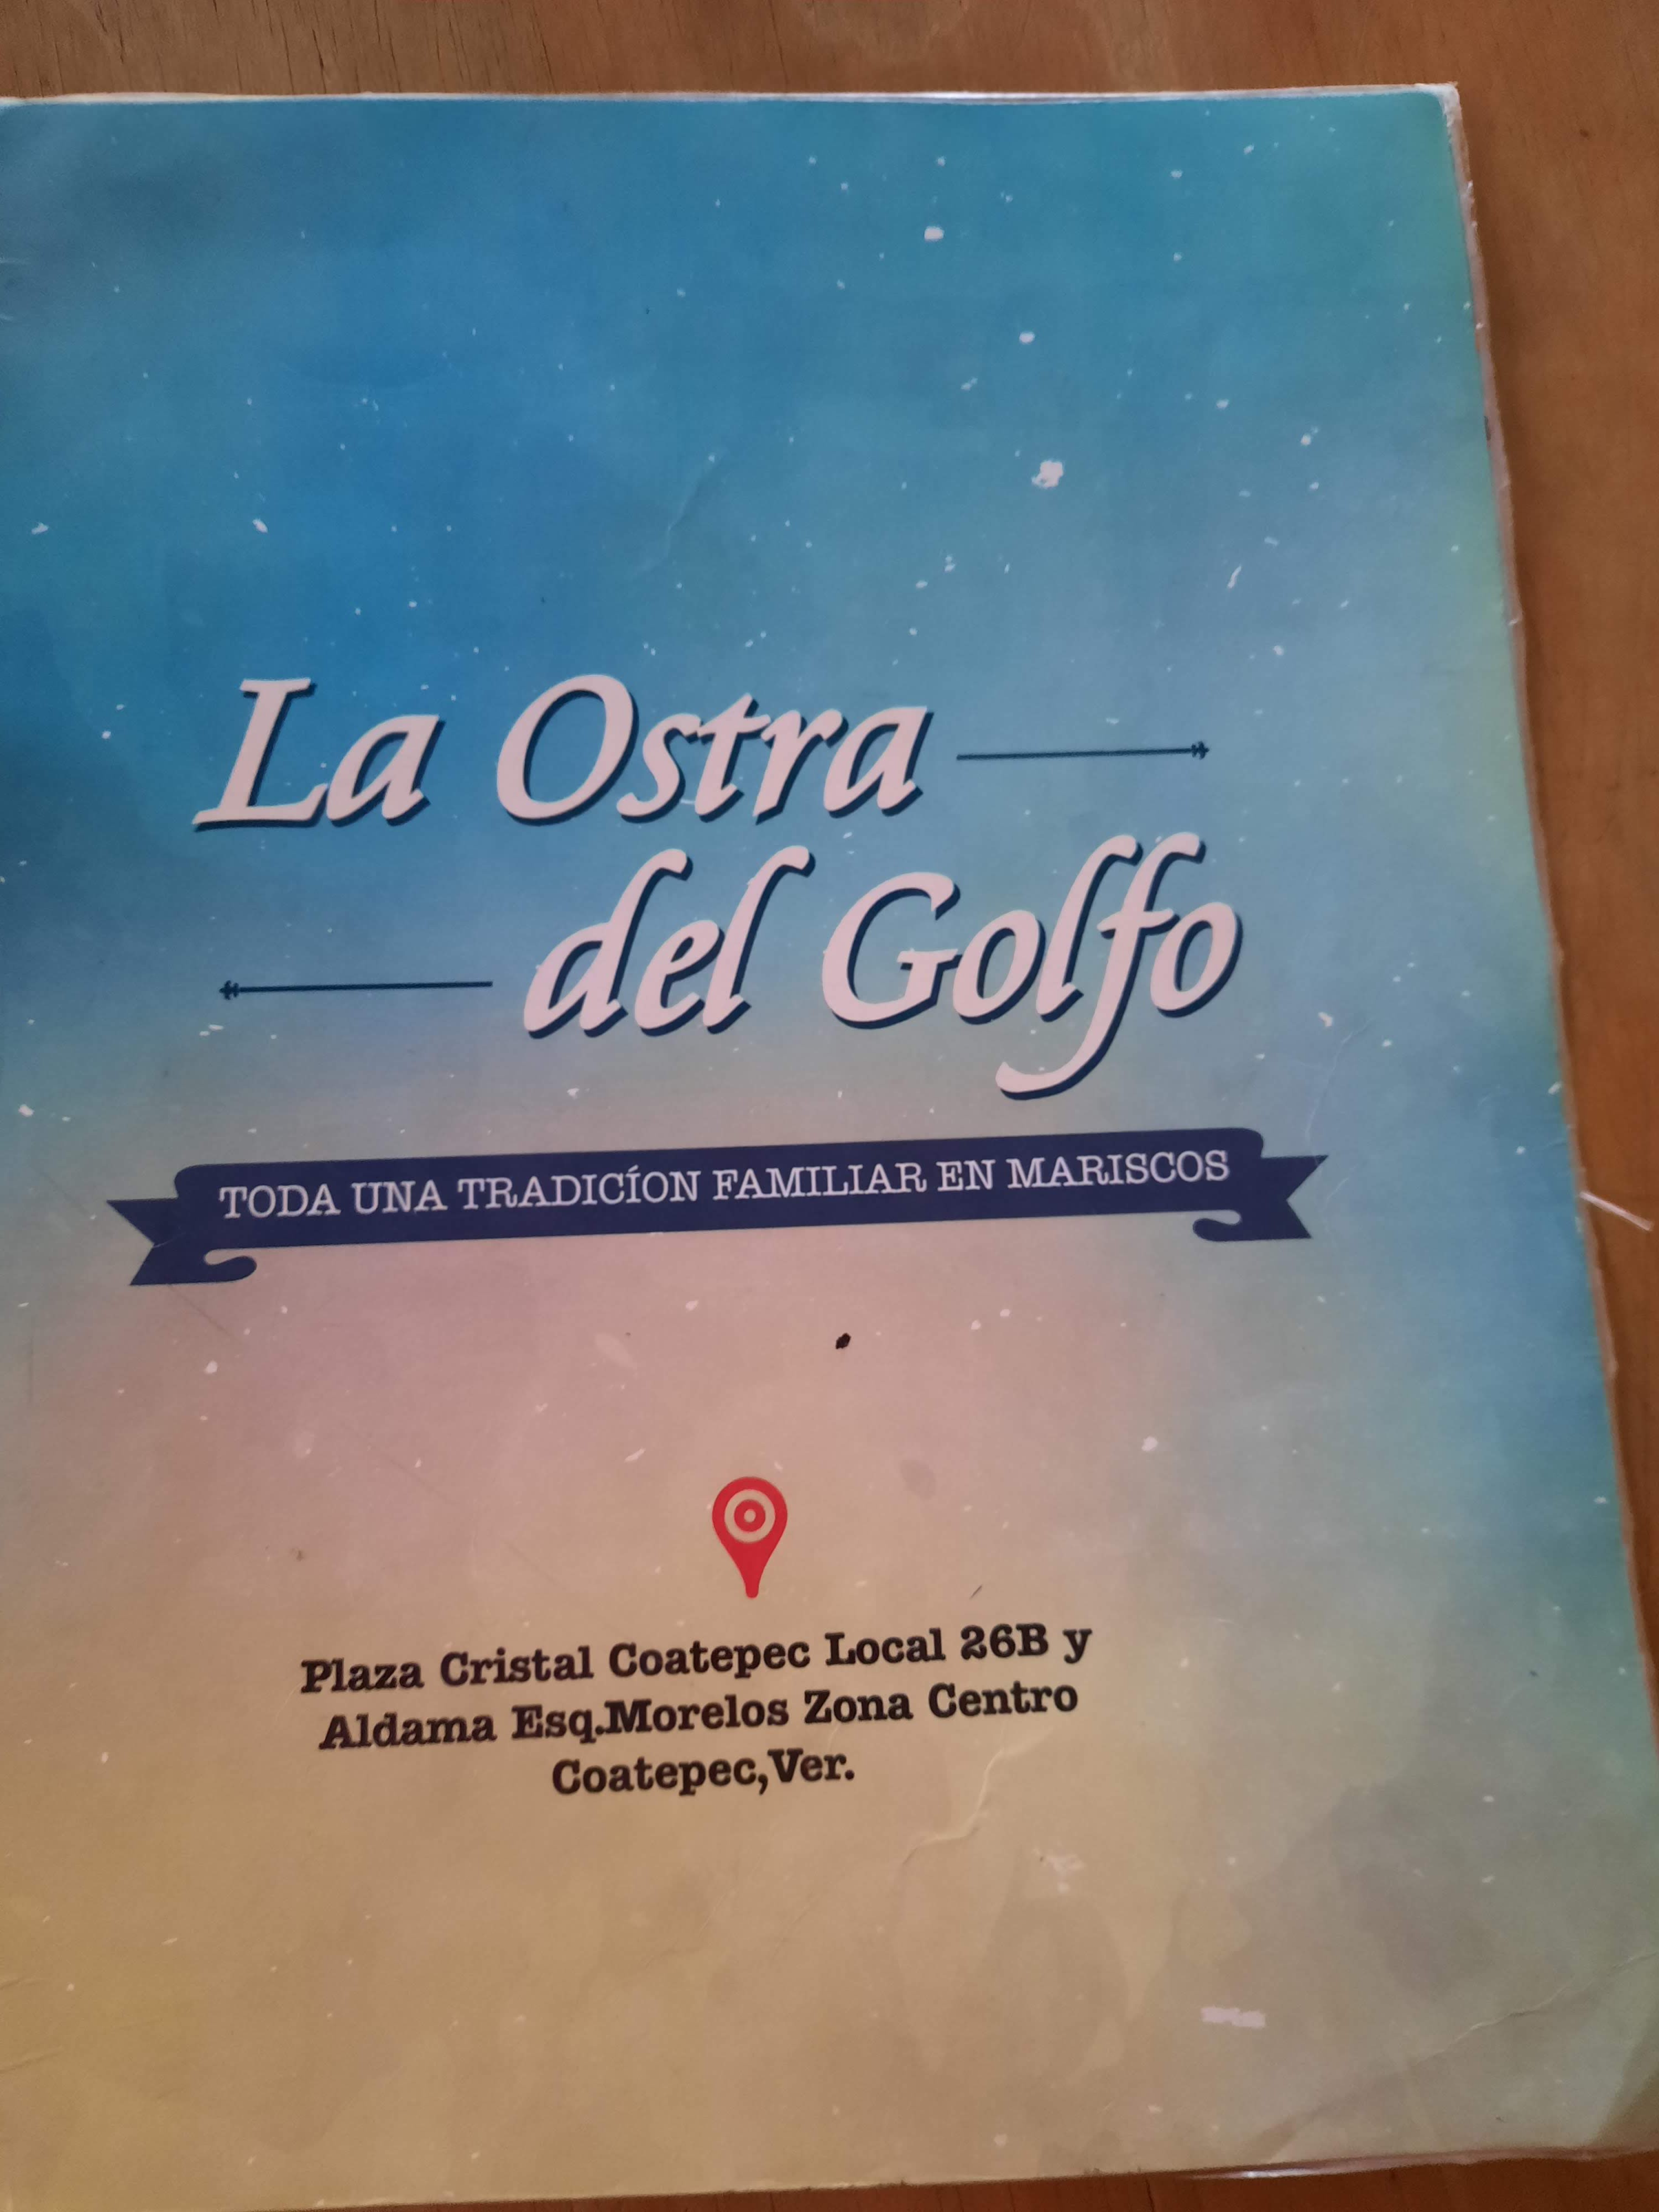 La Ostra
del Golfo
TODA UNA TRADICÍON FAMILIAR EN MARISCOS
Plaza Cristal Coatepec Local 26B y
Aldama Esq.Morelos Zona Centro
Coatepec,Ver.